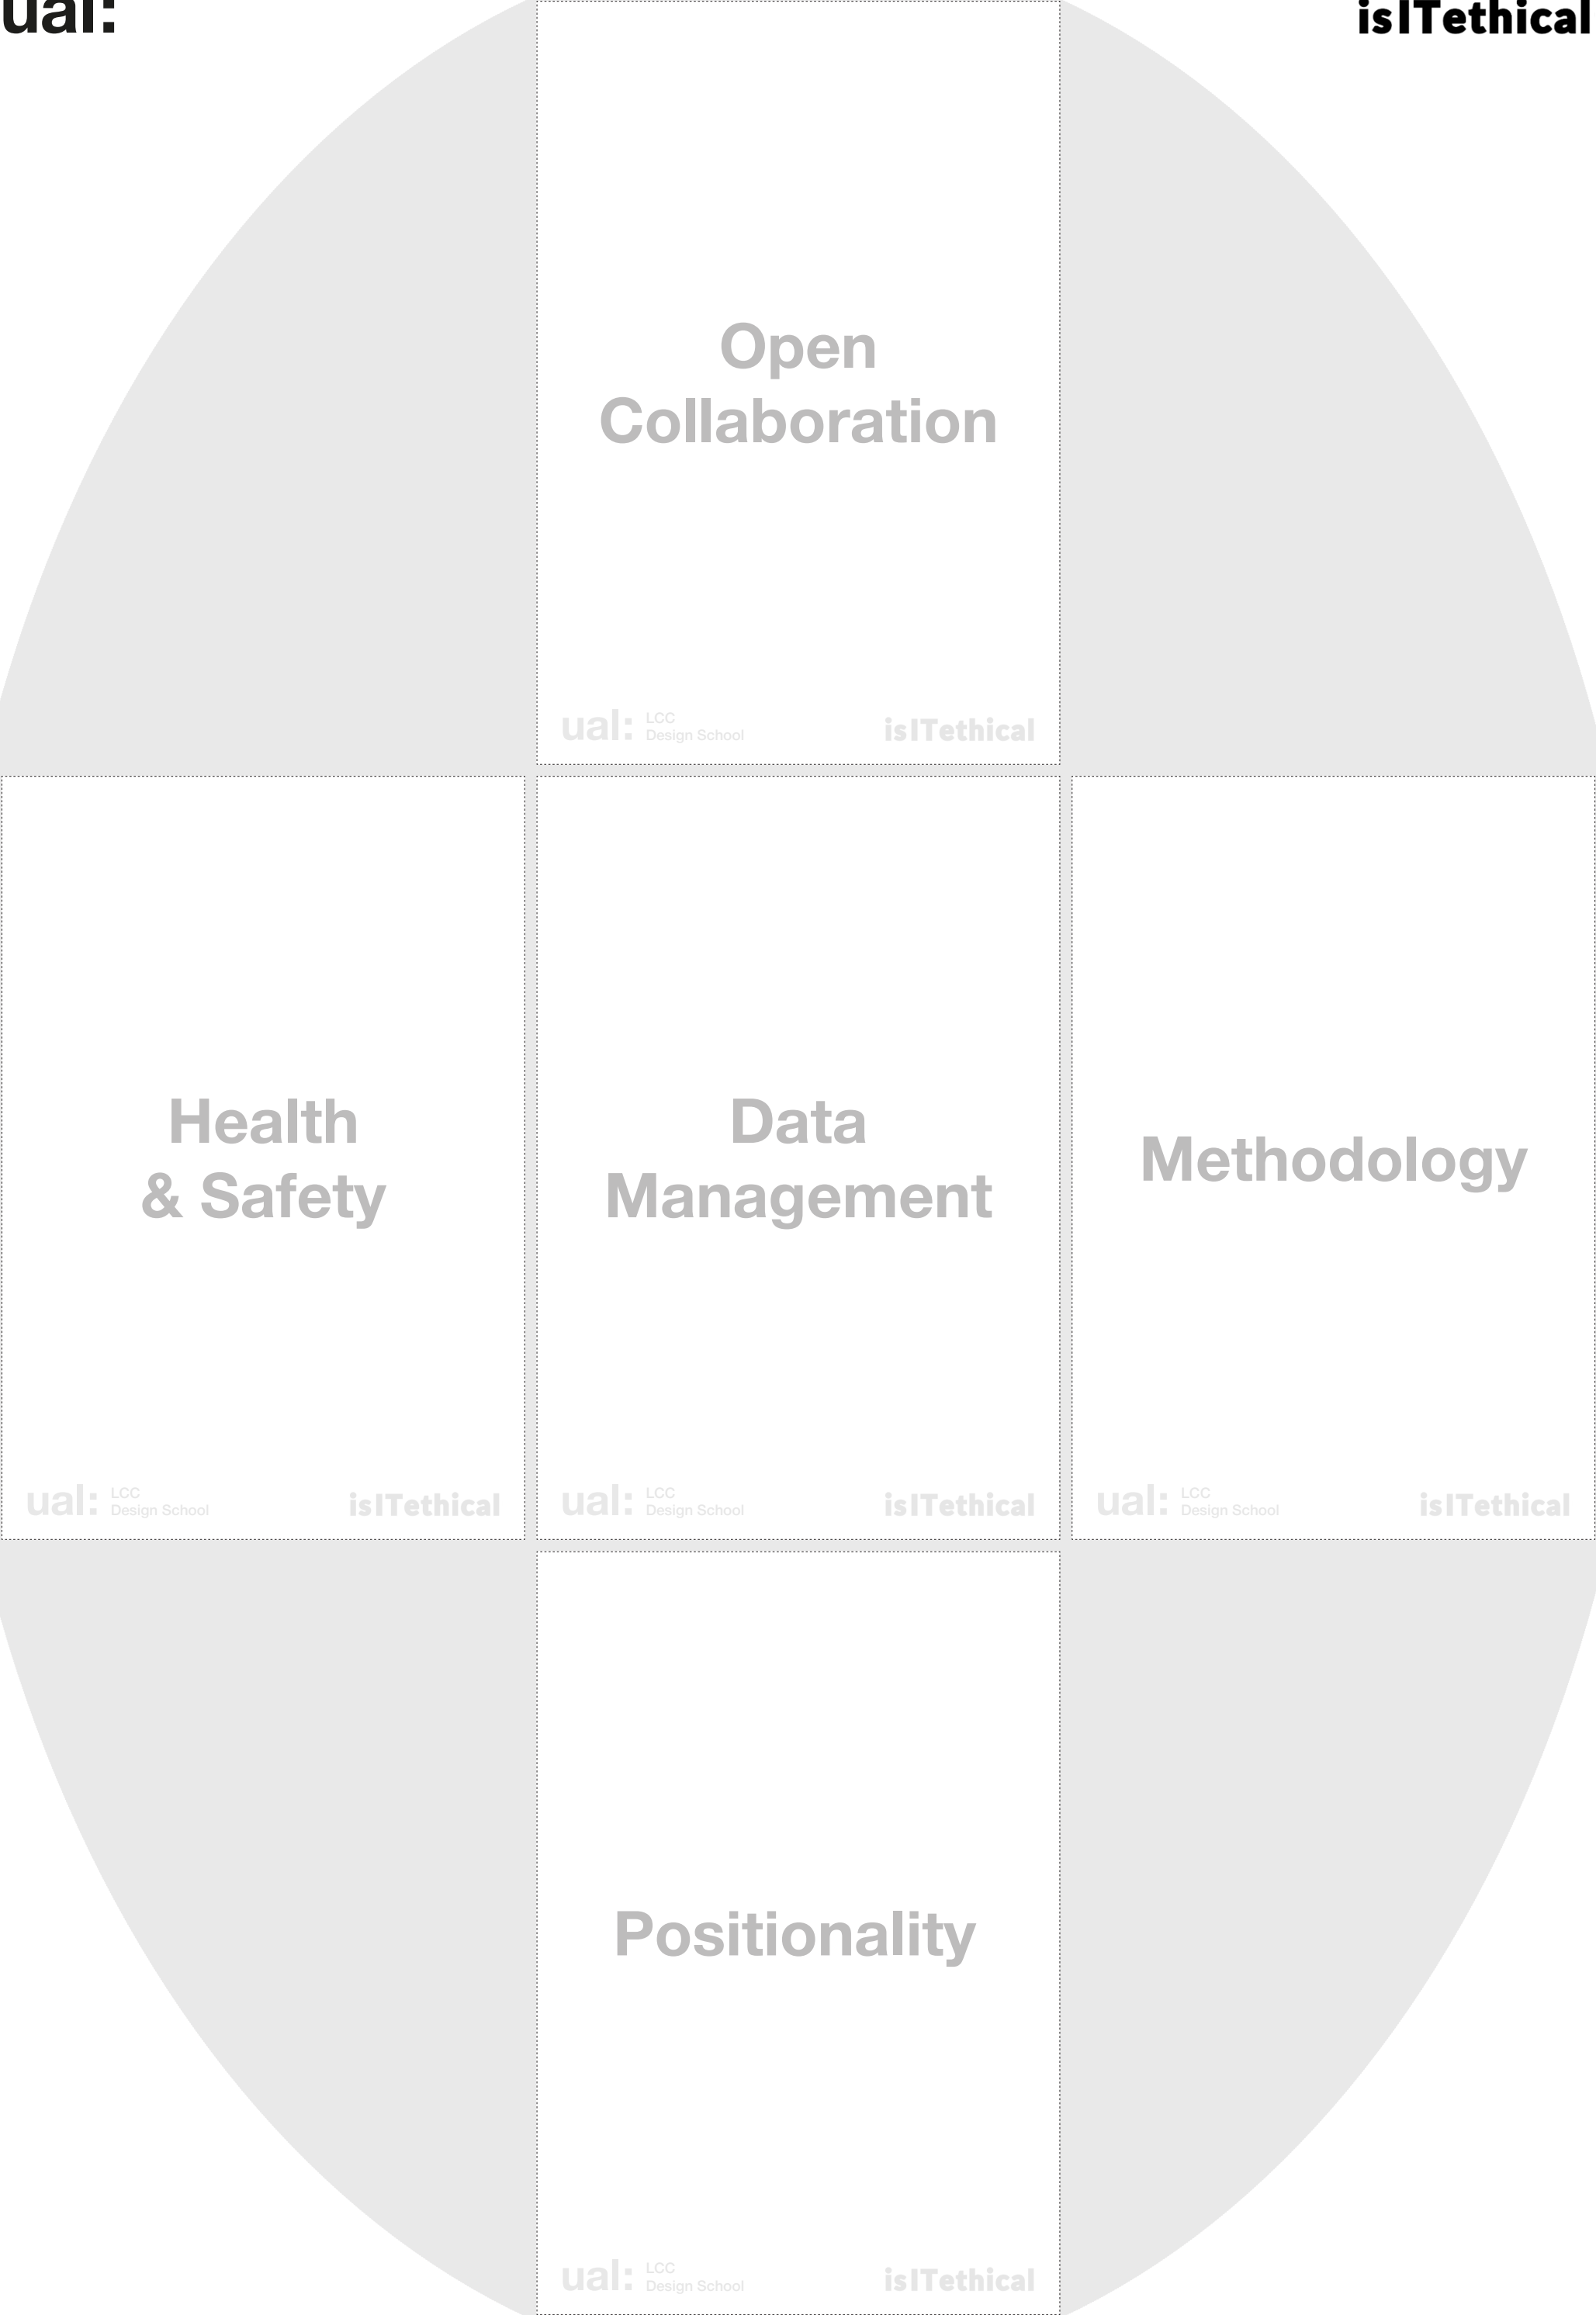 ual:
isITethical
Open
Collaboration
ual: LCC
Design School
isITethical
Health
& Safety
ual: LCC
Design School
isITethical
Data
Management
ual: LCC
Design School
isITethical
Methodology
ual: LCC
Design School
isITethical
Positionality
ual: LCC
Design School
isITethical